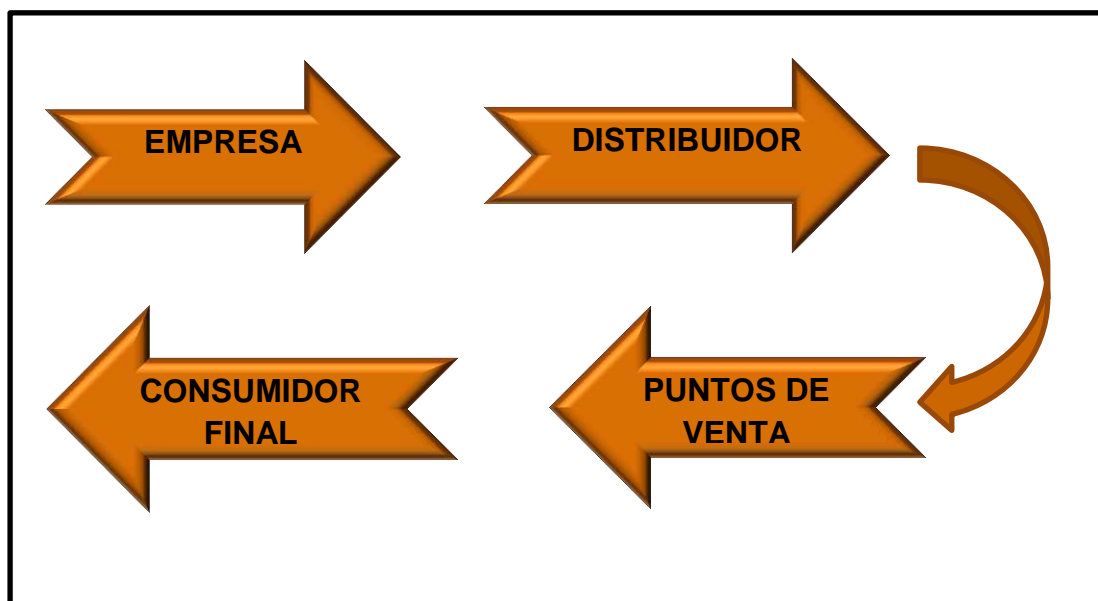 EMPRESA
DISTRIBUIDOR
PUNTOS DE
VENTA
CONSUMIDOR
FINAL